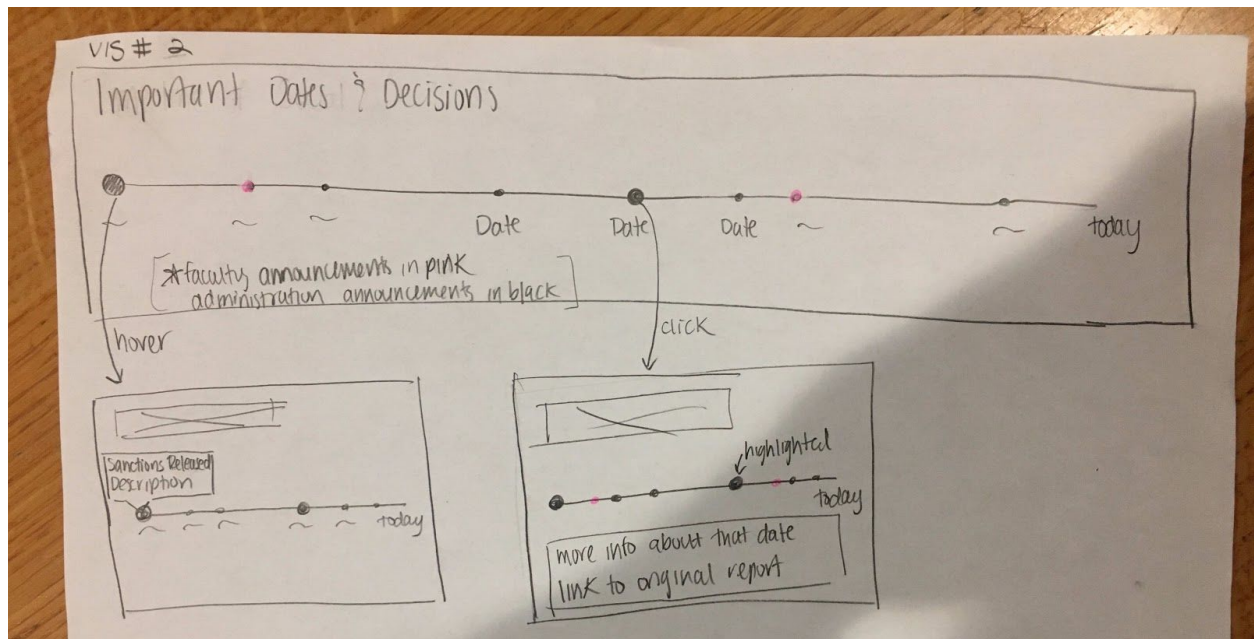 VIS # 2
Important Dates & Decisions
~ ~ ~ Date Date Date ~ ~ today
[*faculty announcements in pink
administration announcements in black]
hover
click
Sanctions Released
Description
~ ~ ~ ~ ~ today
highlighted
today
more info about that date
link to original report